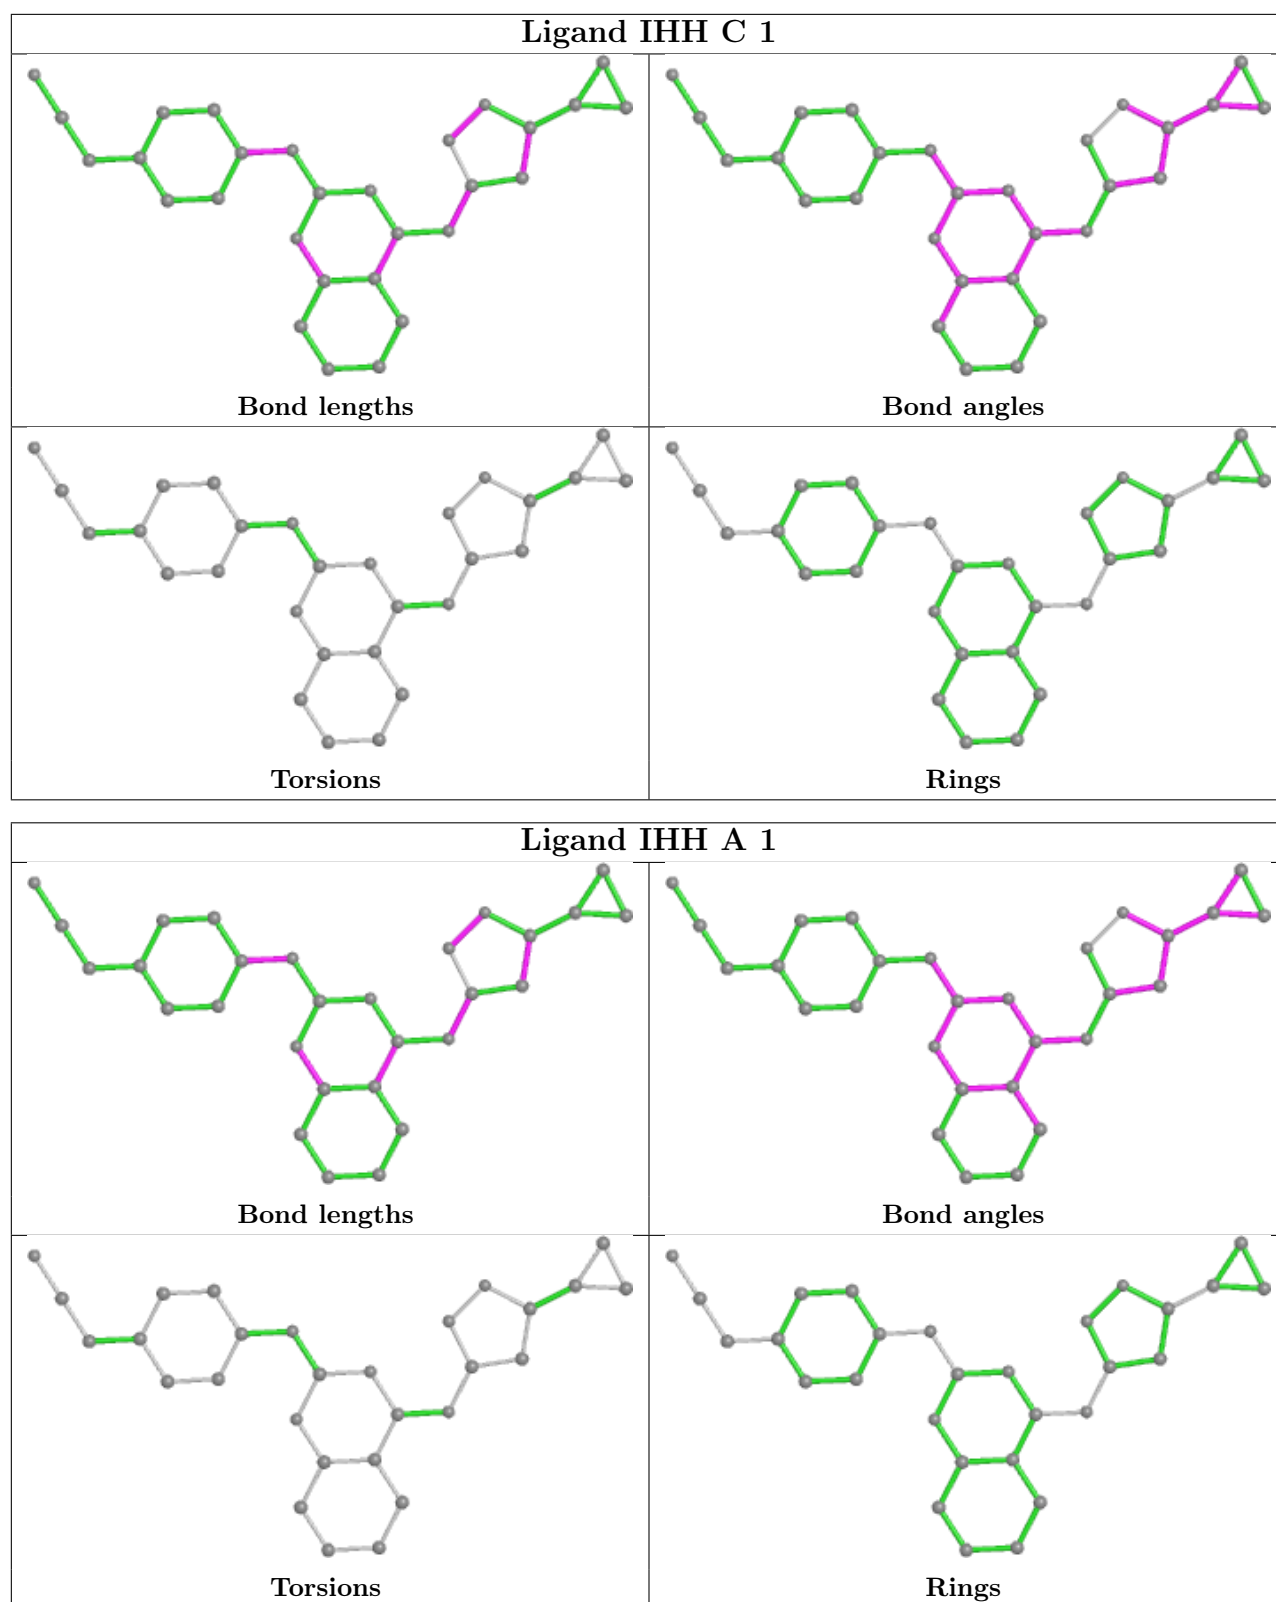 Ligand IHH C 1
Bond lengths
Bond angles
Torsions
Rings
Ligand IHH A 1
Bond lengths
Bond angles
Torsions
Rings